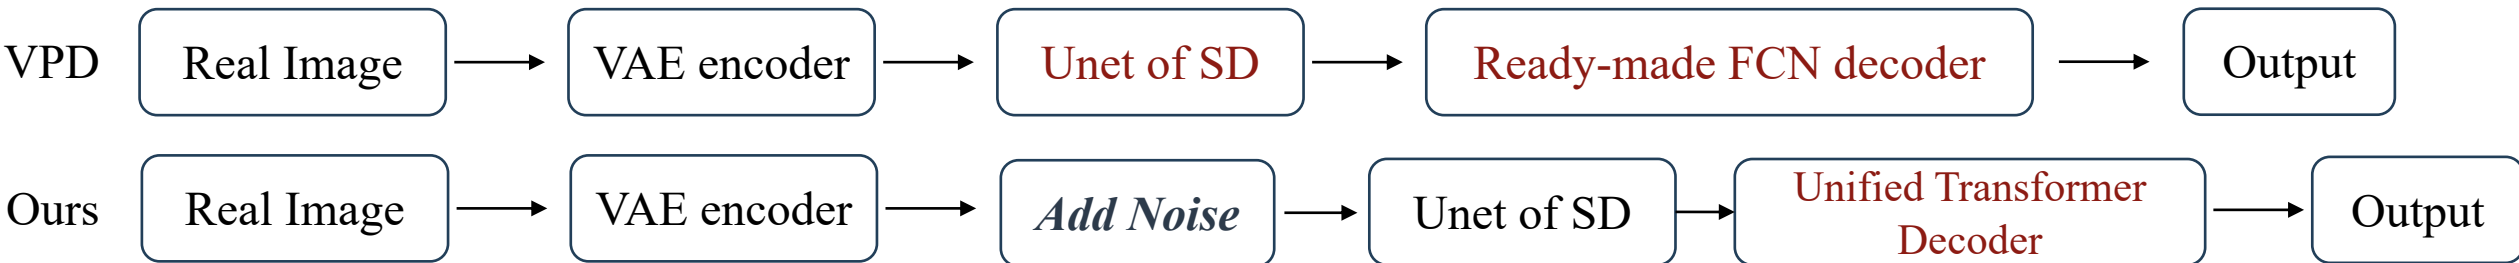 VPD Real Image VAE encoder Unet of SD Ready-made FCN decoder Output
Ours Real Image VAE encoder Add Noise Unet of SD Unified Transformer
Decoder Output